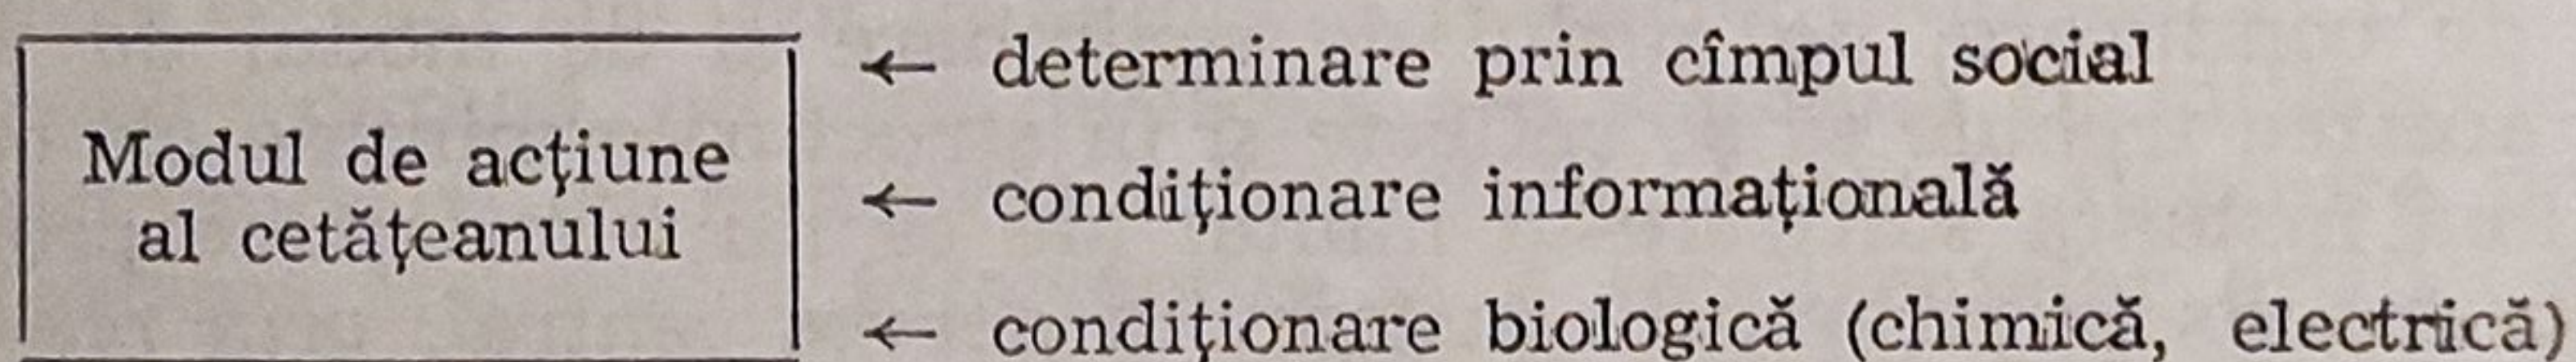 ← determinare prin cîmpul social
Modul de acțiune
al cetățeanului
← condiționare informațională
← condiționare biologică (chimică, electrică)